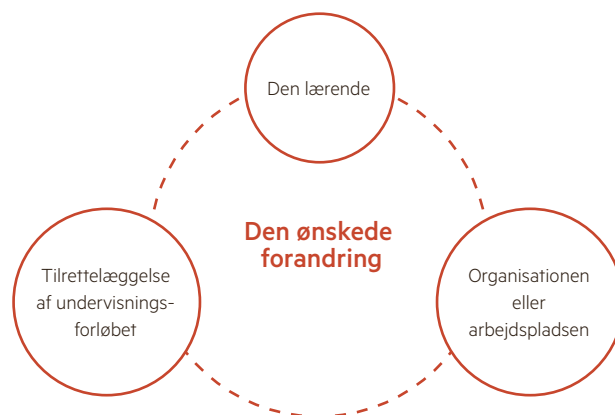 Den lærende
Den ønskede
forandring
Tilrettelæggelse
af undervisnings-
forløbet
Organisationen
eller
arbejdspladsen